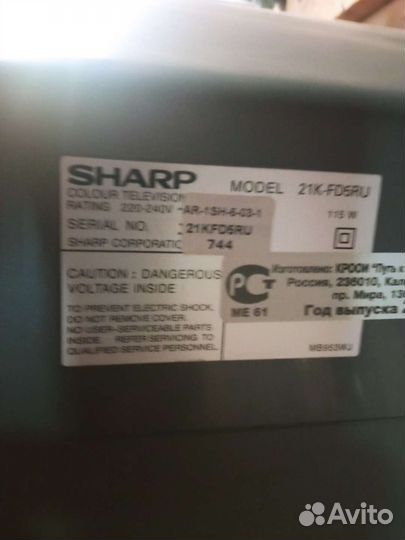 SHARP
MODEL 21K-FD5RU
COLOUR TELEVISION
RATING 220-240V AR-1SH-6-03-1 115 W
SERIAL NO. 21KFD5RU
SHARP CORPORATION 744
CAUTION : DANGEROUS
VOLTAGE INSIDE
TO PREVENT ELECTRIC SHOCK,
DO NOT REMOVE COVER.
NO USER-SERVICEABLE PARTS
INSIDE. REFER SERVICING TO
QUALIFIED SERVICE PERSONNEL.
РСТ
МЕ 61
Изготовлено: КРОСИ "Путь к
Россия, 236010, Кал
пр. Мира, 13
Год выпуска
MB953WJ
Avito